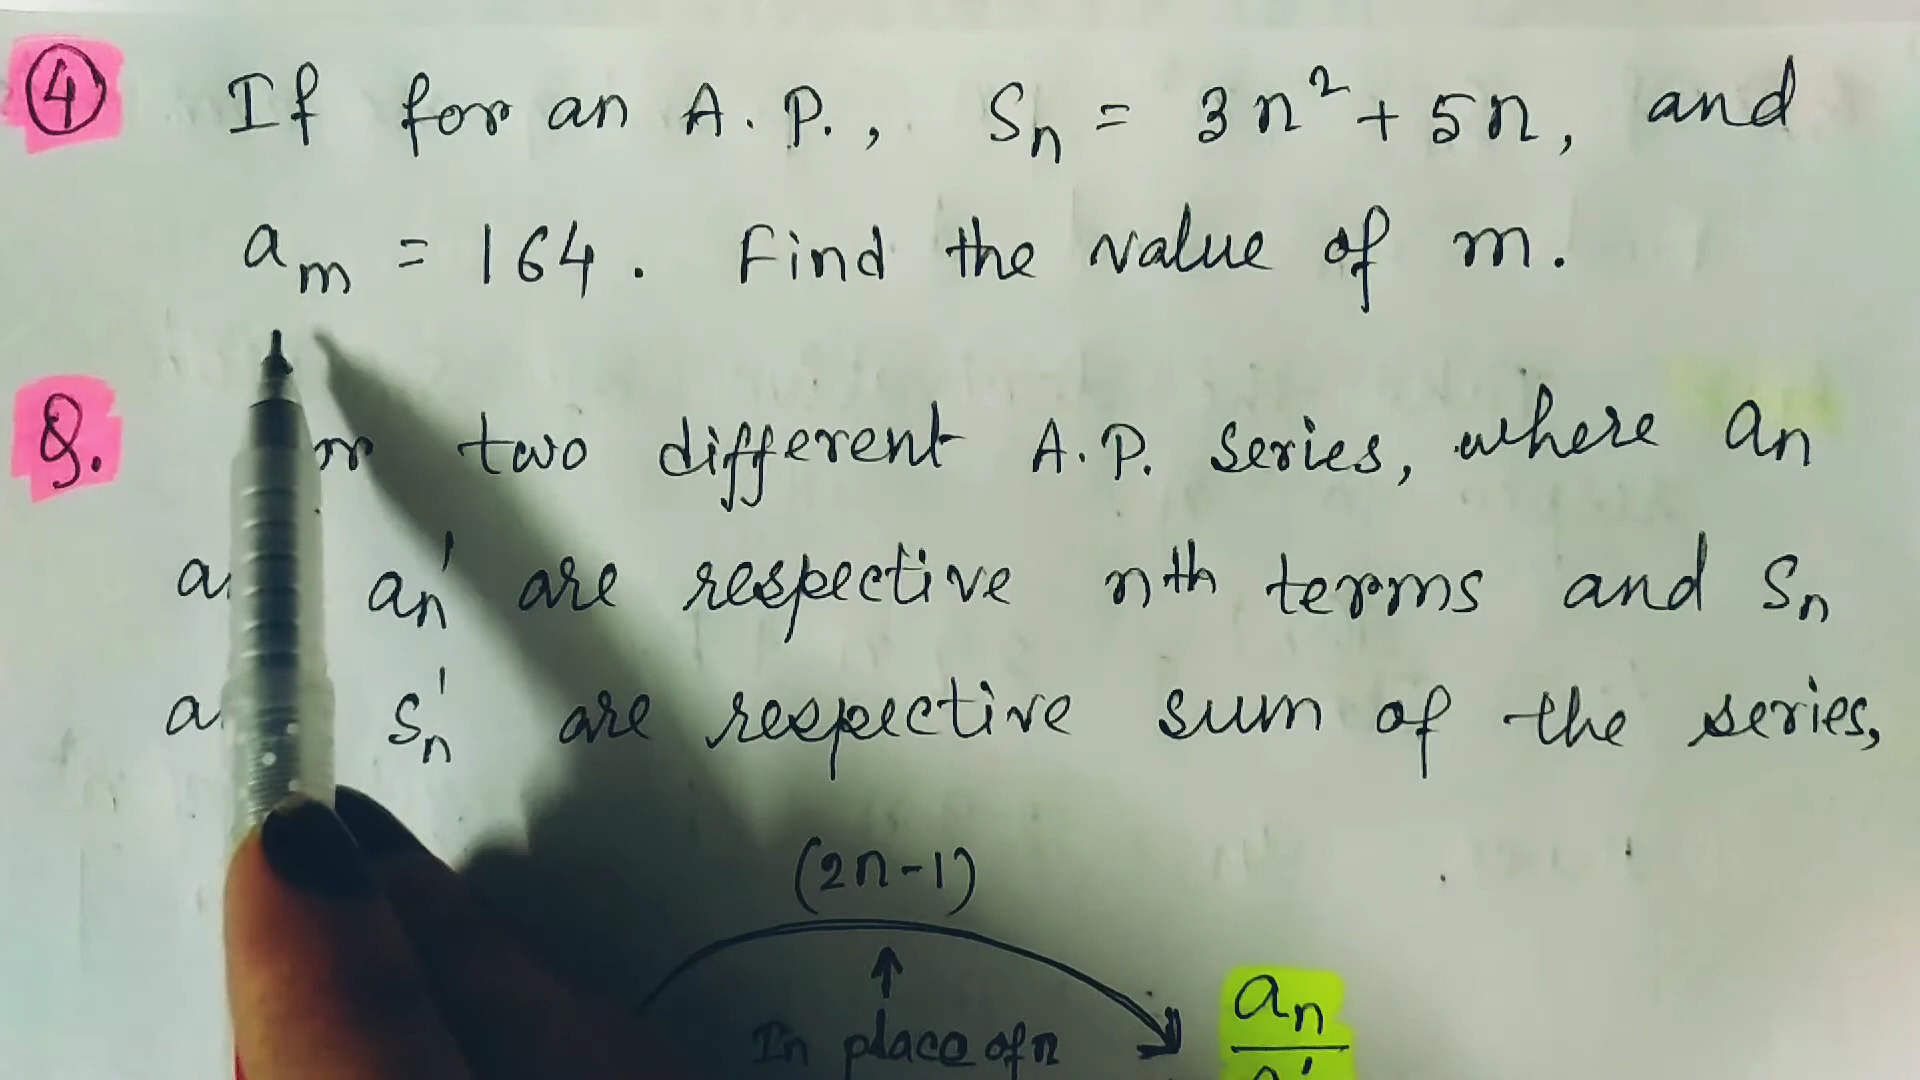 ④ If for an A.P., Sn = 3n² + 5n, and
am = 164. Find the value of m.
Q. two different A.P. series, where an
an' are respective nth terms and Sn
Sn' are respective sum of the series,
(2n-1)
In place of n
an